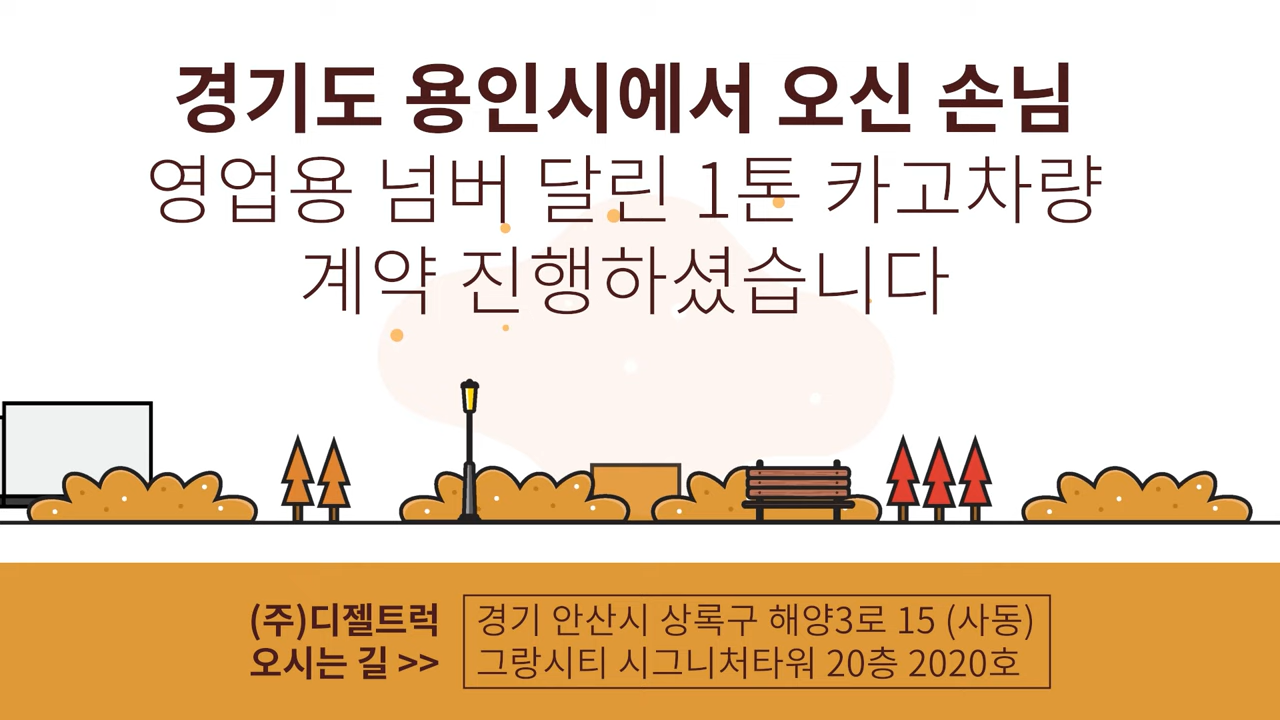 경기도 용인시에서 오신 손님
영업용 넘버 달린 1톤 카고차량
계약 진행하셨습니다
(주)디젤트럭
오시는 길 >>
경기 안산시 상록구 해양3로 15 (사동)
그랑시티 시그니처타워 20층 2020호